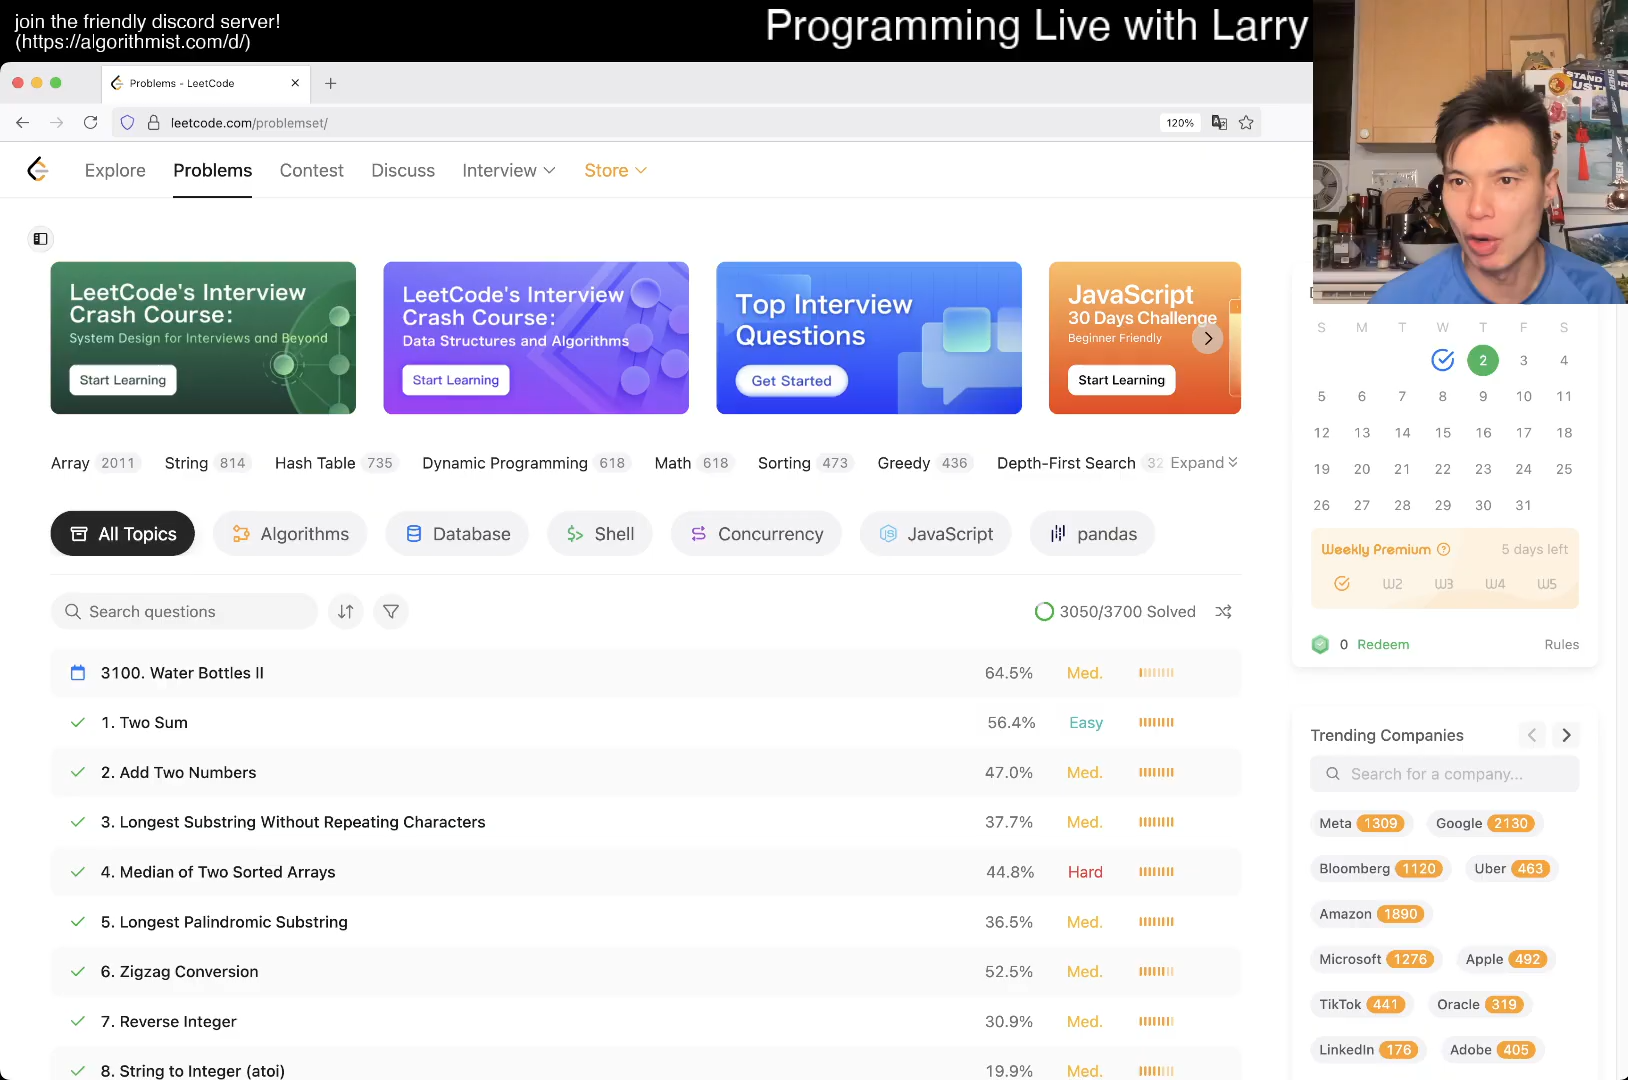 join the friendly discord server!
(https://algorithmist.com/d/)
Programming Live with Larry
Problems - LeetCode
leetcode.com/problemset/
120%
Explore Problems Contest Discuss Interview Store
LeetCode's Interview
Crash Course:
System Design for Interviews and Beyond
Start Learning
LeetCode's Interview
Crash Course:
Data Structures and Algorithms
Start Learning
Top Interview
Questions
Get Started
JavaScript
30 Days Challenge
Beginner Friendly
Start Learning
Array 2011 String 814 Hash Table 735 Dynamic Programming 618 Math 618 Sorting 473 Greedy 436 Depth-First Search 32 Expand
All Topics Algorithms Database Shell Concurrency JavaScript pandas
Search questions
3050/3700 Solved
3100. Water Bottles II 64.5% Med.
1. Two Sum 56.4% Easy
2. Add Two Numbers 47.0% Med.
3. Longest Substring Without Repeating Characters 37.7% Med.
4. Median of Two Sorted Arrays 44.8% Hard
5. Longest Palindromic Substring 36.5% Med.
6. Zigzag Conversion 52.5% Med.
7. Reverse Integer 30.9% Med.
8. String to Integer (atoi) 19.9% Med.
S M T W T F S
2 3 4
5 6 7 8 9 10 11
12 13 14 15 16 17 18
19 20 21 22 23 24 25
26 27 28 29 30 31
Weekly Premium 5 days left
W2 W3 W4 W5
0 Redeem Rules
Trending Companies
Search for a company...
Meta 1309 Google 2130
Bloomberg 1120 Uber 463
Amazon 1890
Microsoft 1276 Apple 492
TikTok 441 Oracle 319
LinkedIn 176 Adobe 405